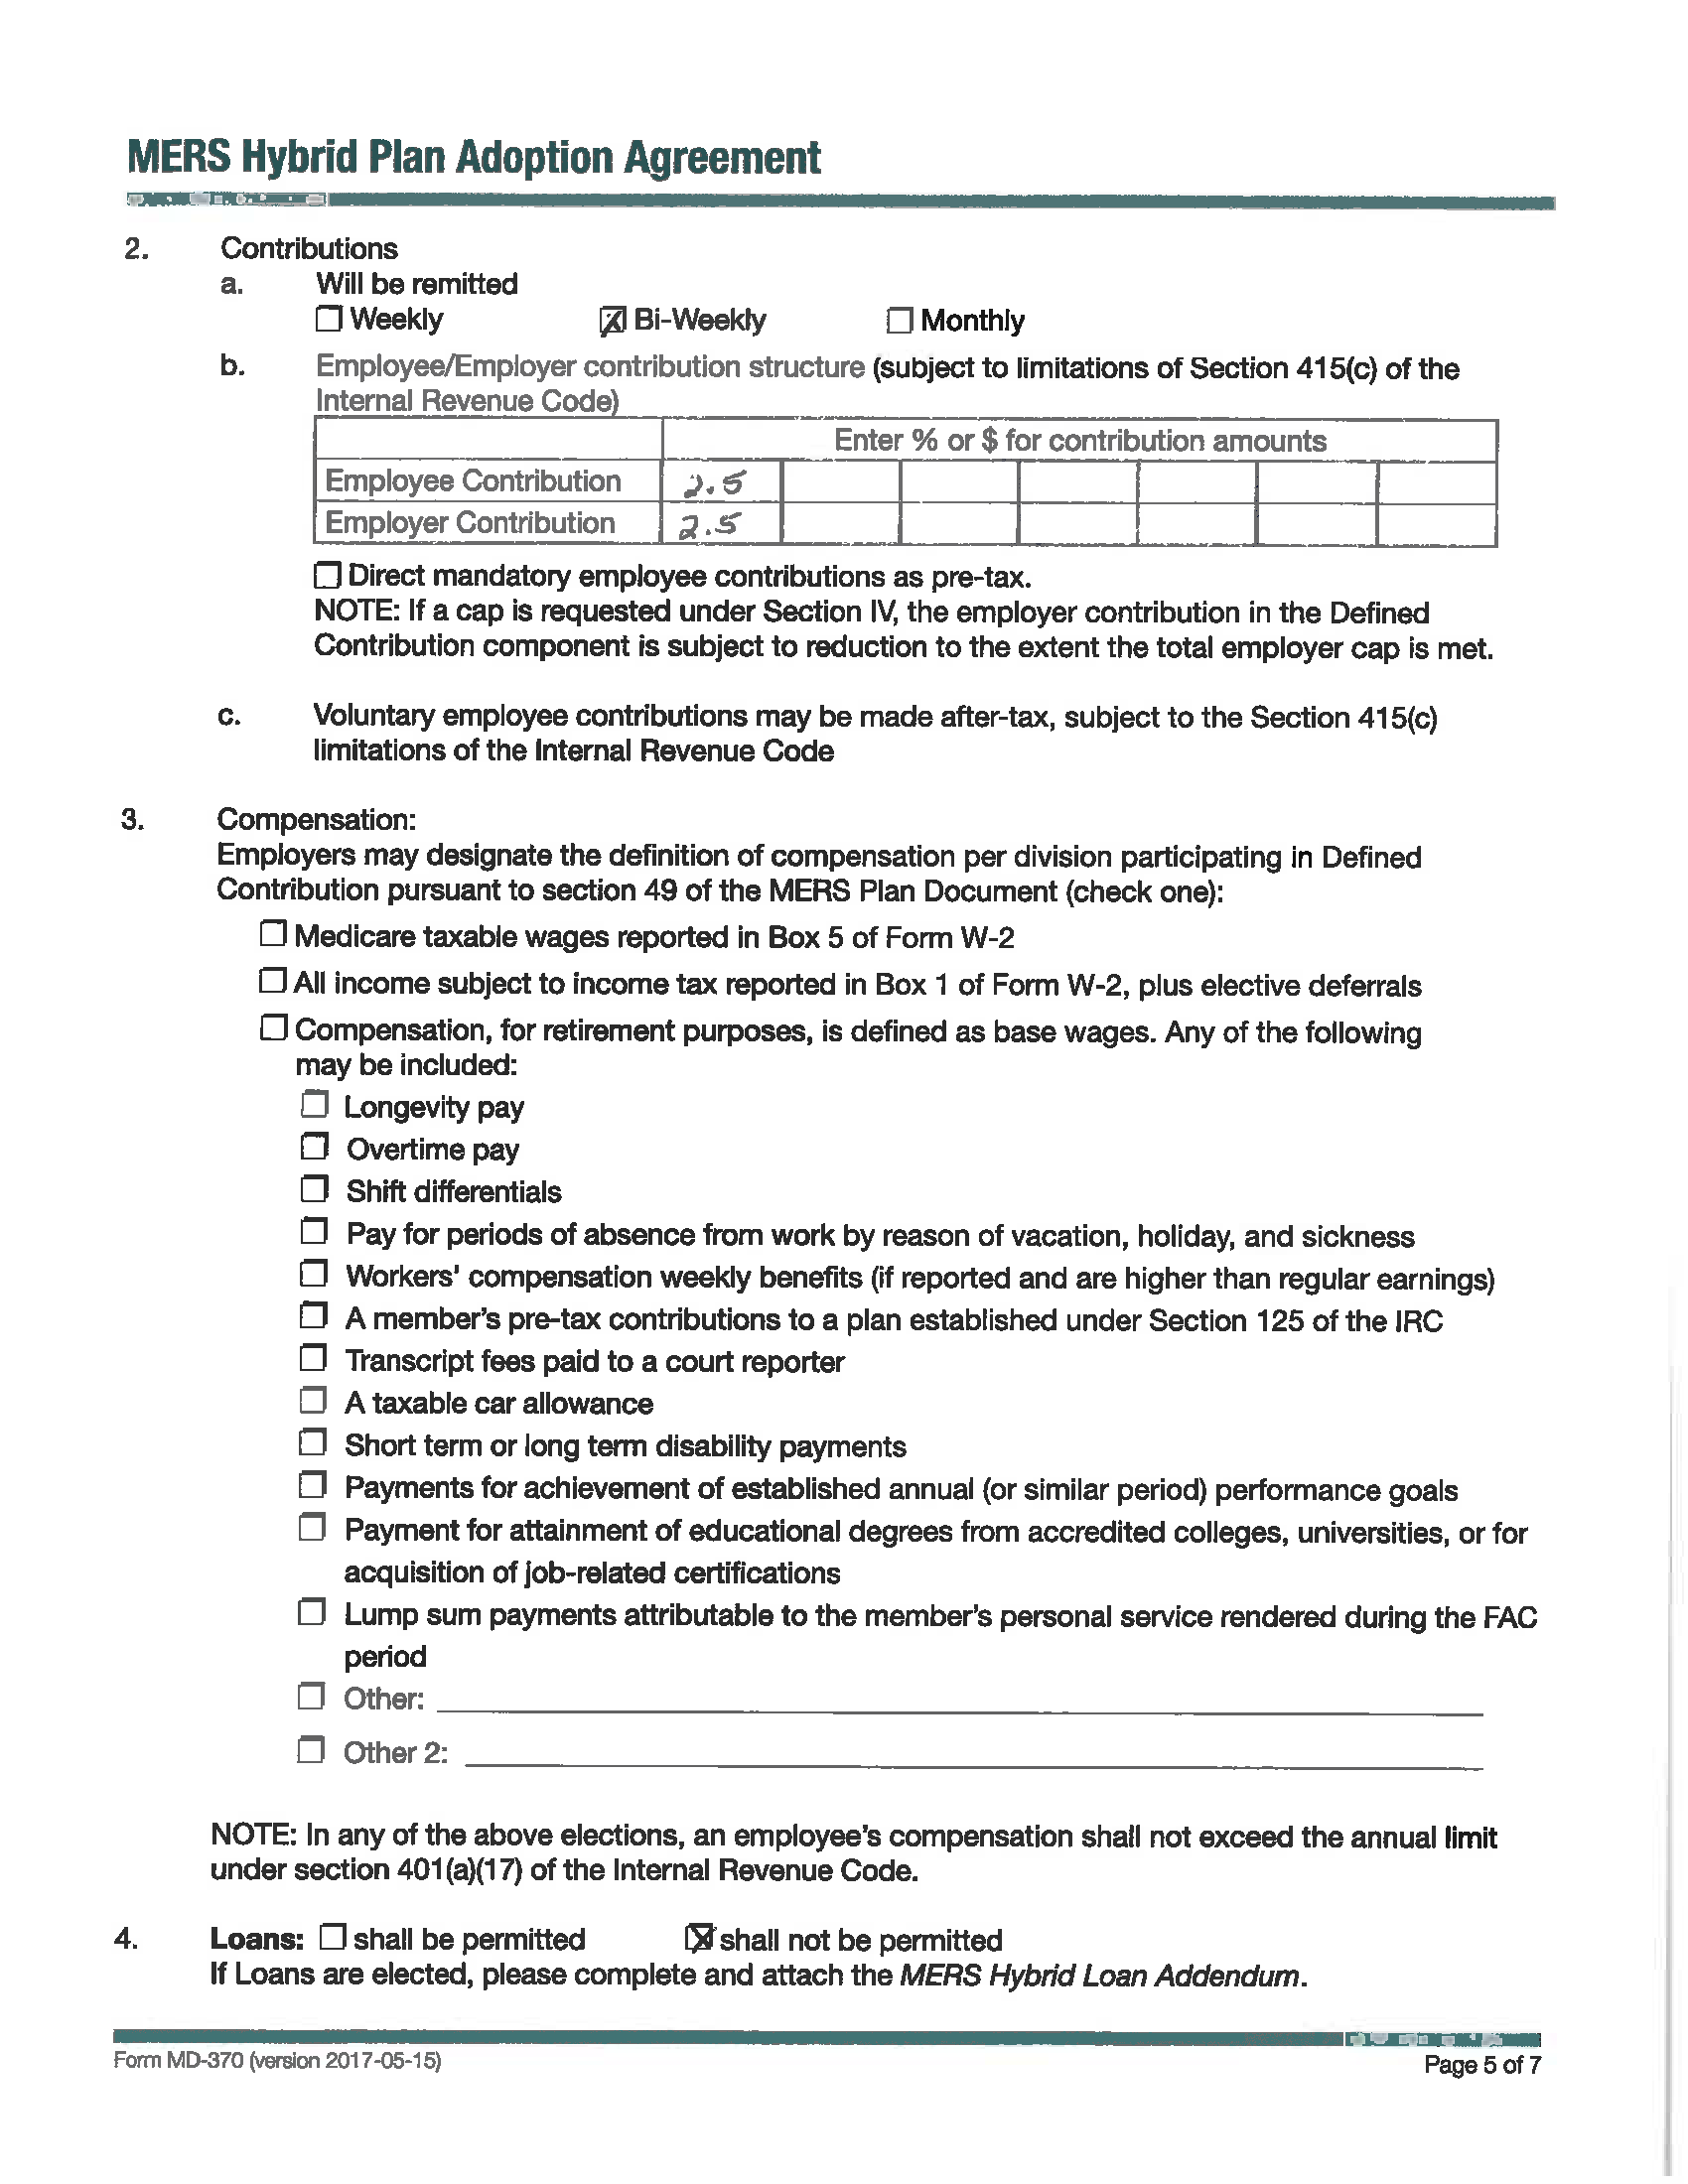 MERS Hybrid Plan Adoption Agreement
2. Contributions
a. Will be remitted
☐ Weekly ☒ Bi-Weekly ☐ Monthly
b. Employee/Employer contribution structure (subject to limitations of Section 415(c) of the
Internal Revenue Code)
Enter % or $ for contribution amounts
Employee Contribution 2.5
Employer Contribution 2.5
☐ Direct mandatory employee contributions as pre-tax.
NOTE: If a cap is requested under Section IV, the employer contribution in the Defined
Contribution component is subject to reduction to the extent the total employer cap is met.
c. Voluntary employee contributions may be made after-tax, subject to the Section 415(c)
limitations of the Internal Revenue Code
3. Compensation:
Employers may designate the definition of compensation per division participating in Defined
Contribution pursuant to section 49 of the MERS Plan Document (check one):
☐ Medicare taxable wages reported in Box 5 of Form W-2
☐ All income subject to income tax reported in Box 1 of Form W-2, plus elective deferrals
☐ Compensation, for retirement purposes, is defined as base wages. Any of the following
may be included:
☐ Longevity pay
☐ Overtime pay
☐ Shift differentials
☐ Pay for periods of absence from work by reason of vacation, holiday, and sickness
☐ Workers' compensation weekly benefits (if reported and are higher than regular earnings)
☐ A member's pre-tax contributions to a plan established under Section 125 of the IRC
☐ Transcript fees paid to a court reporter
☐ A taxable car allowance
☐ Short term or long term disability payments
☐ Payments for achievement of established annual (or similar period) performance goals
☐ Payment for attainment of educational degrees from accredited colleges, universities, or for
acquisition of job-related certifications
☐ Lump sum payments attributable to the member's personal service rendered during the FAC
period
☐ Other:
☐ Other 2:
NOTE: In any of the above elections, an employee's compensation shall not exceed the annual limit
under section 401(a)(17) of the Internal Revenue Code.
4. Loans: ☐ shall be permitted ☒ shall not be permitted
If Loans are elected, please complete and attach the MERS Hybrid Loan Addendum.
Form MD-370 (version 2017-05-15)
Page 5 of 7